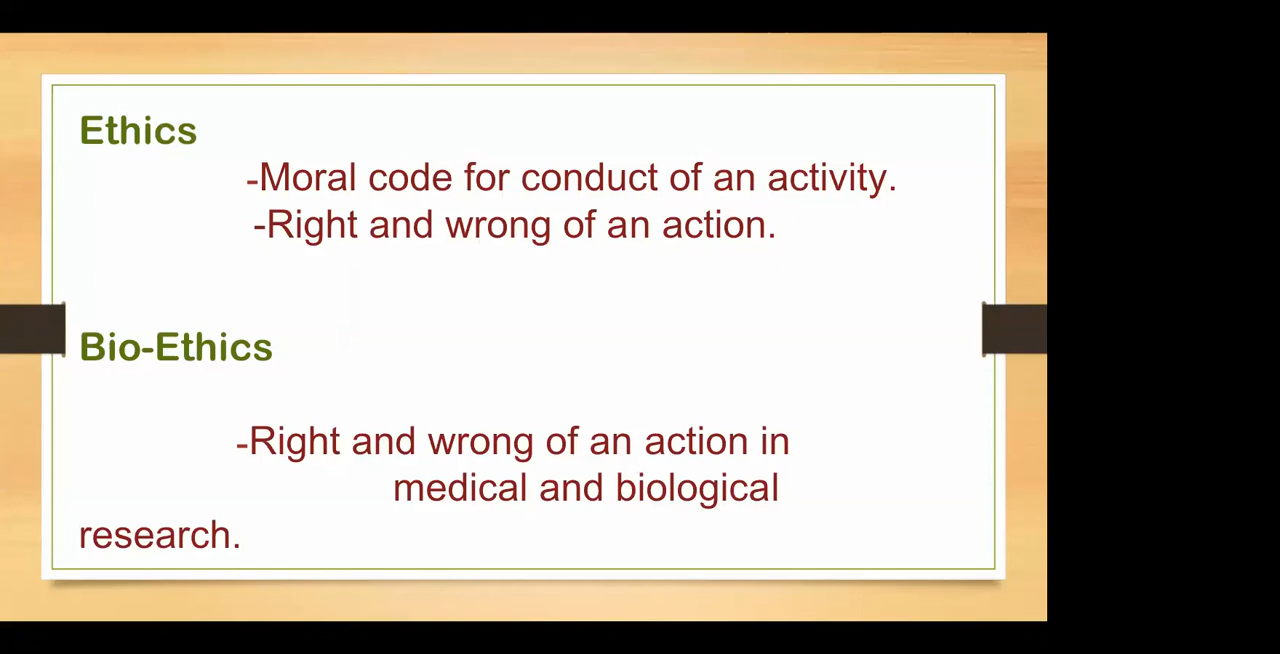 Ethics
-Moral code for conduct of an activity.
-Right and wrong of an action.
Bio-Ethics
-Right and wrong of an action in
medical and biological
research.